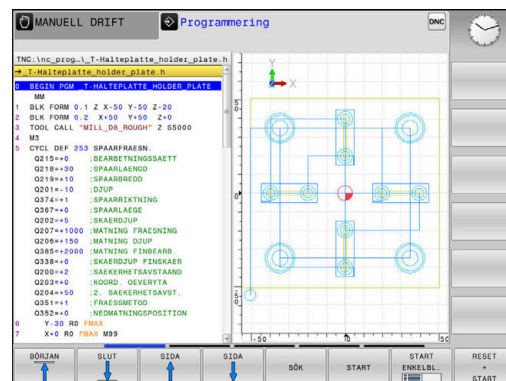 MANUELL DRIFT
Programmering
DNC
TNC:\nc_prog…\_T-Halteplatte_holder_plate.h
→_T-Halteplatte_holder_plate.h
0 BEGIN PGM _T-HALTEPLATTE_HOLDER_PLATE
MM
1 BLK FORM 0.1 Z X-50 Y-50 Z-20
2 BLK FORM 0.2 X+50 Y+50 Z+0
3 TOOL CALL "MILL_D8_ROUGH" Z S5000
4 M3
5 CYCL DEF 253 SPAARFRAESN.
Q215=+0 ;BEARBETNINGSSAETT
Q218=+30 ;SPAARLAENGD
Q219=+10 ;SPAARBREDD
Q201=-10 ;DJUP
Q374=+1 ;SPAARRIKTNING
Q367=+0 ;SPAARLAEGE
Q202=+5 ;SKAERDJUP
Q207=+1000 ;MATNING FRAESNING
Q206=+150 ;MATNING DJUP
Q385=+2000 ;MATNING FINBEARB.
Q338=+0 ;SKAERDJUP FINSKAER
Q200=+2 ;SAEKERHETSAVSTAAND
Q203=+0 ;KOORD. OEVERYTA
Q204=+50 ;2. SAEKERHETSAVST.
Q351=+1 ;FRAESMETOD
Q352=+0 ;NEDMATNINGSPOSITION
6 Y-30 R0 FMAX
7 X+0 R0 FMAX M99
Y
X
50
0
-50
-50
0
50
BÖRJAN
SLUT
SIDA
SIDA
SÖK
START
START
ENKELBL.
RESET
+
START